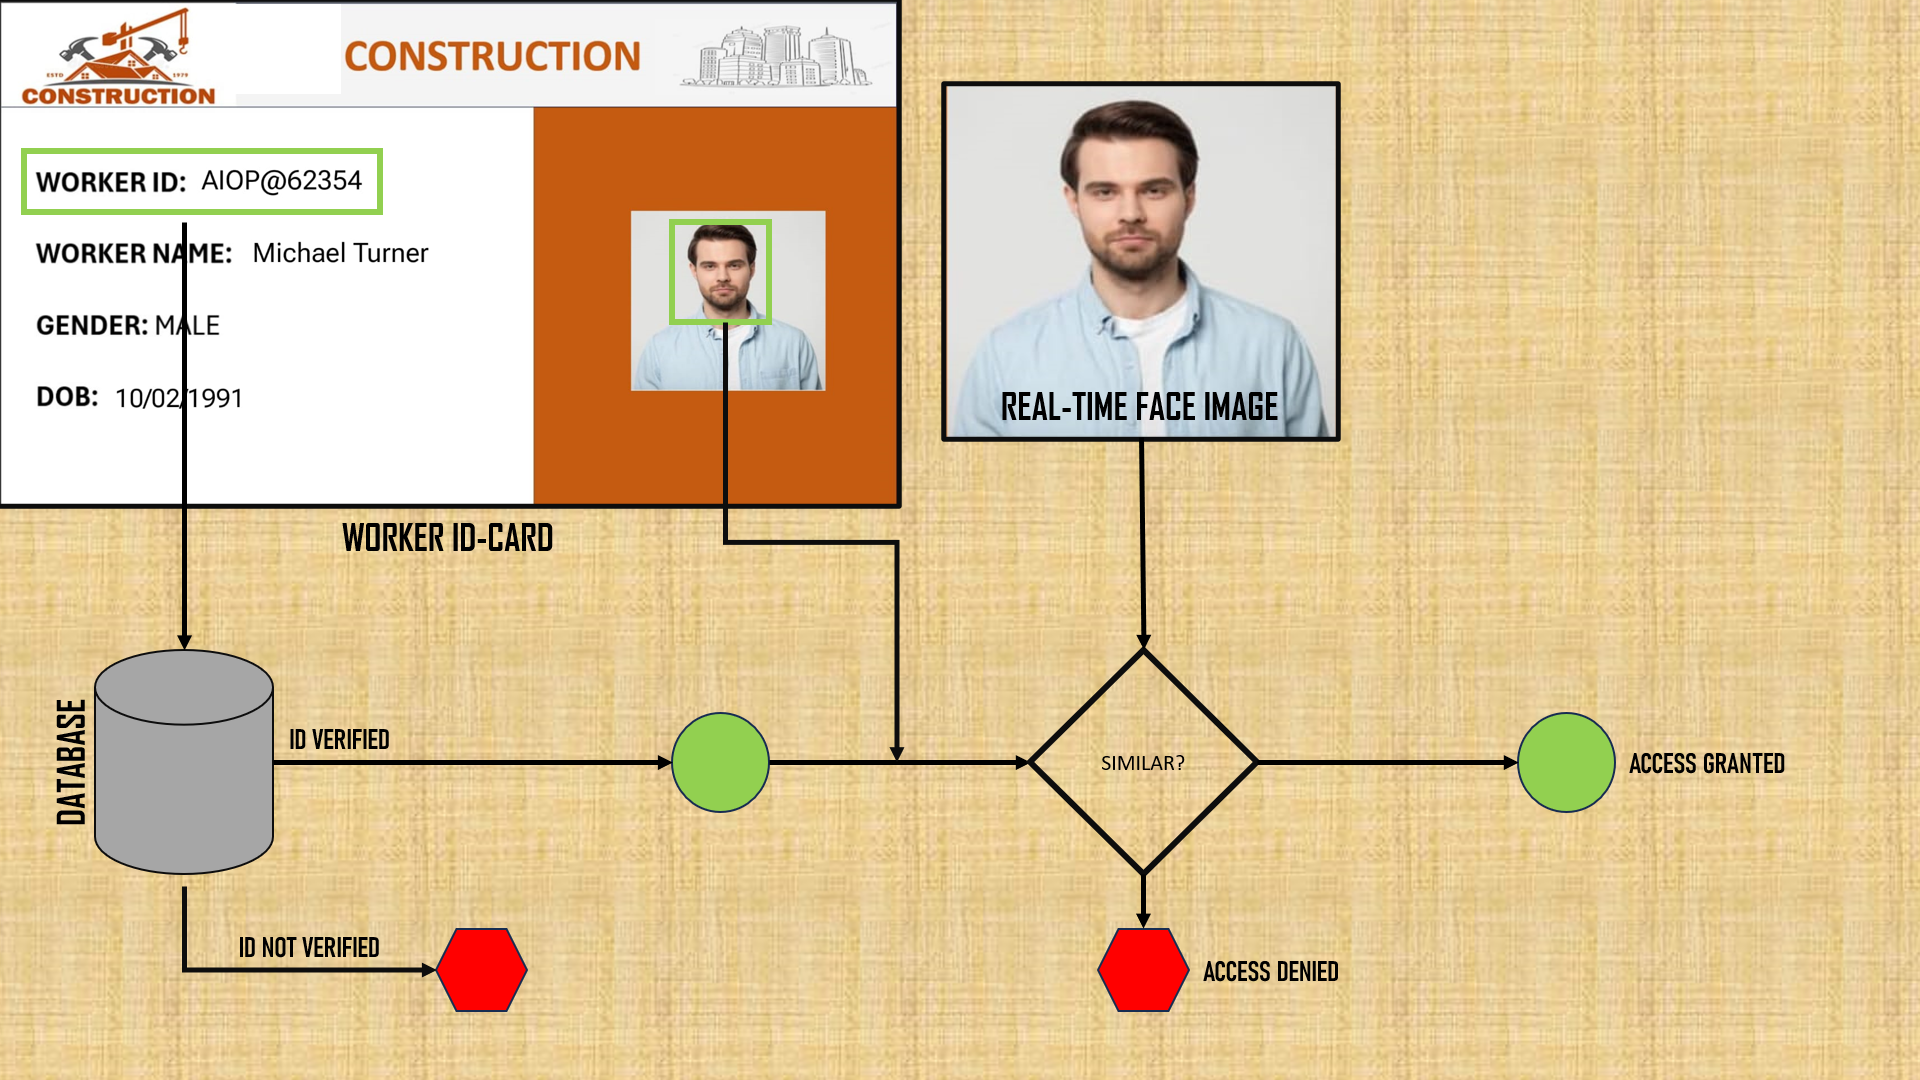 ESTD 1979
CONSTRUCTION
CONSTRUCTION
WORKER ID: AIOP@62354
WORKER NAME: Michael Turner
GENDER: MALE
DOB: 10/02/1991
WORKER ID-CARD
REAL-TIME FACE IMAGE
DATABASE
ID VERIFIED
SIMILAR?
ACCESS GRANTED
ID NOT VERIFIED
ACCESS DENIED